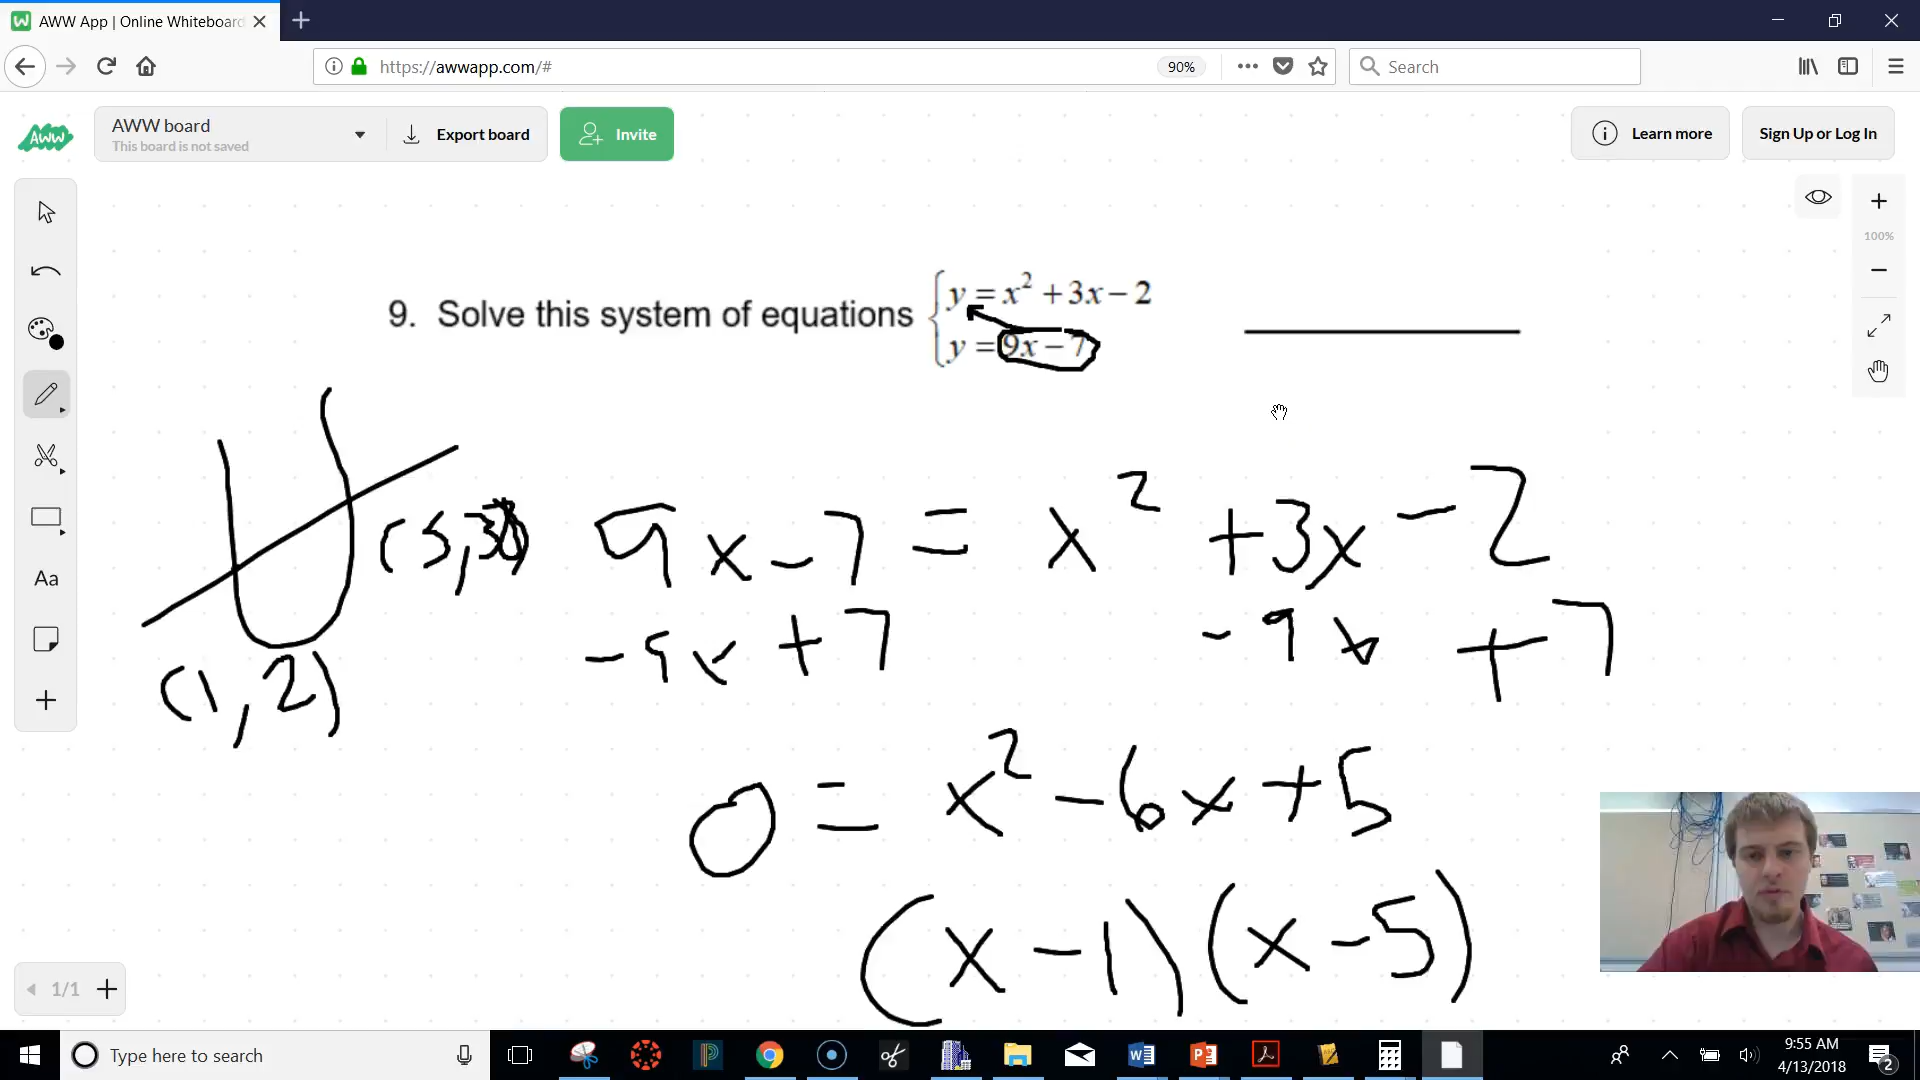 AWW App | Online Whiteboard
https://awwapp.com/#
90%
Search
AWW
AWW board
This board is not saved
Export board
Invite
Learn more
Sign Up or Log In
100%
9. Solve this system of equations
y = x² + 3x − 2
y = 9x − 7
9x - 7 = x² + 3x - 2
-9x + 7 -9x + 7
(5,38)
(1,2)
0 = x² - 6x + 5
(x - 1)(x - 5)
Aa
1/1
Type here to search
9:55 AM
4/13/2018
2